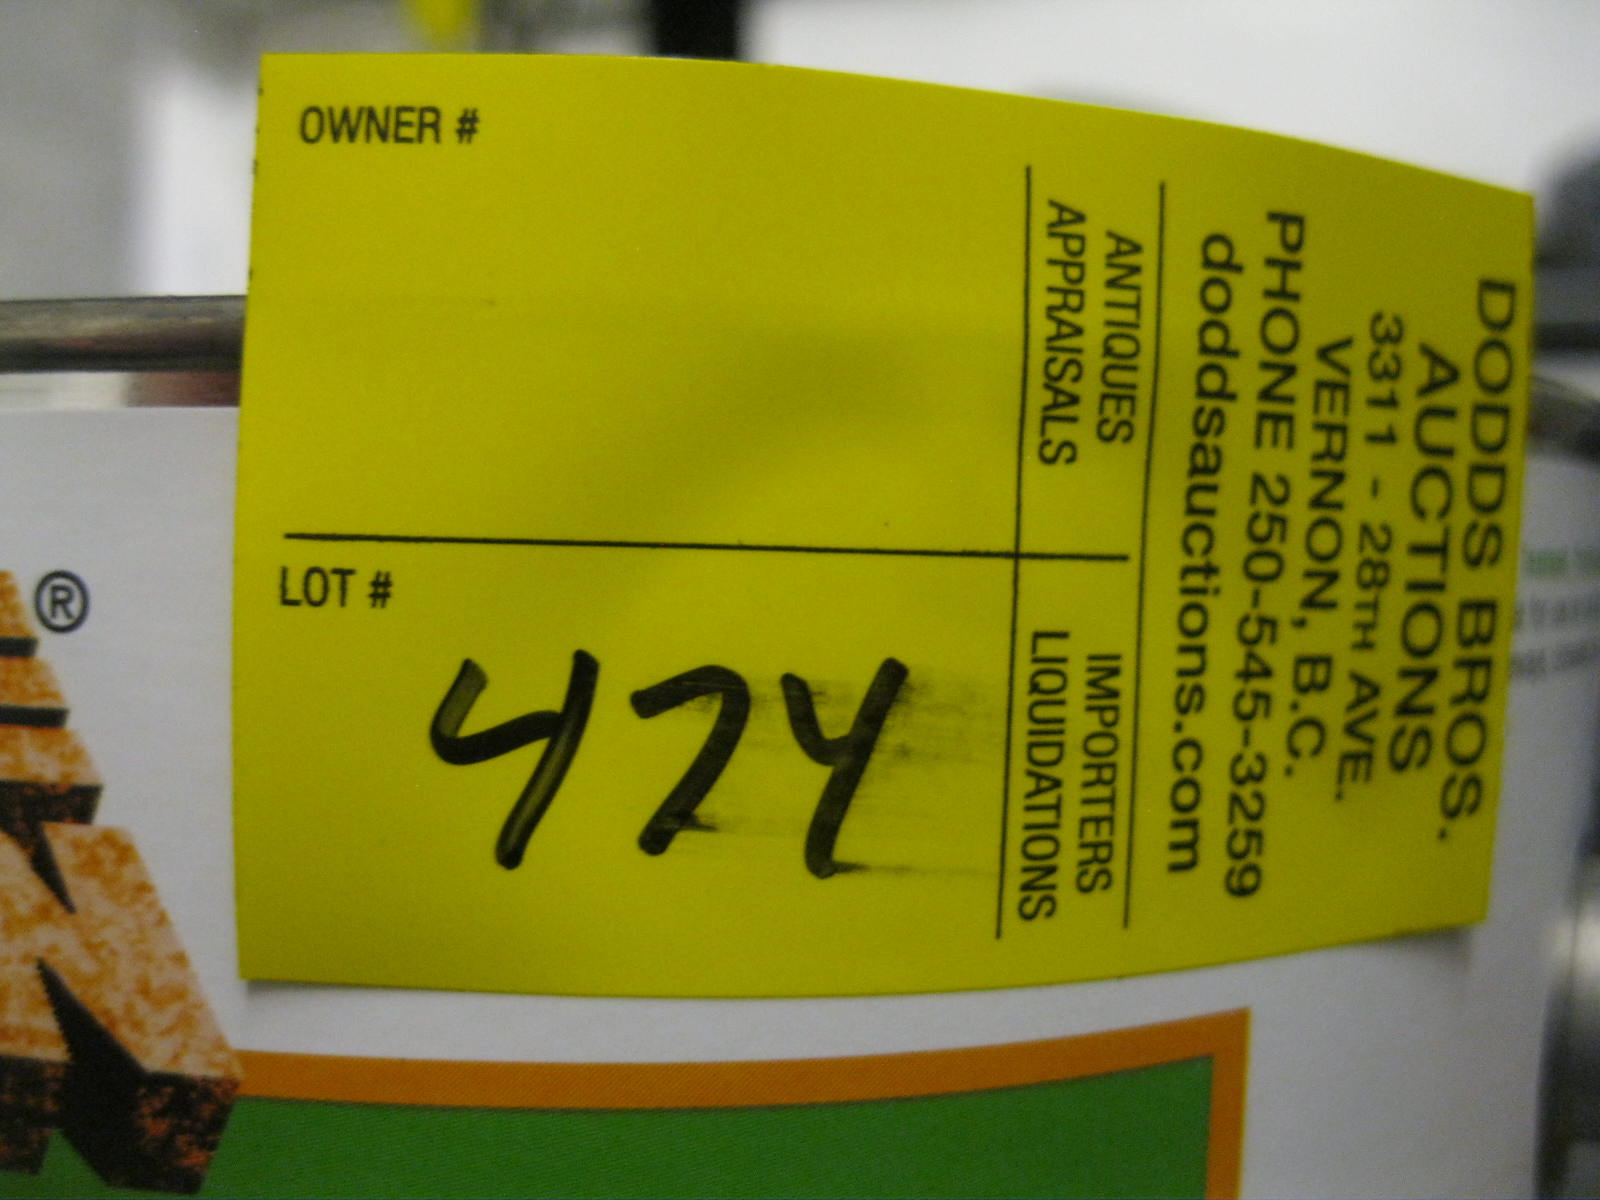 OWNER #
LOT #
424
DODDS BROS.
AUCTIONS
3311 - 28TH AVE.
VERNON, B.C.
PHONE 250-545-3259
doddsauctions.com
ANTIQUES
APPRAISALS
IMPORTERS
LIQUIDATIONS
®